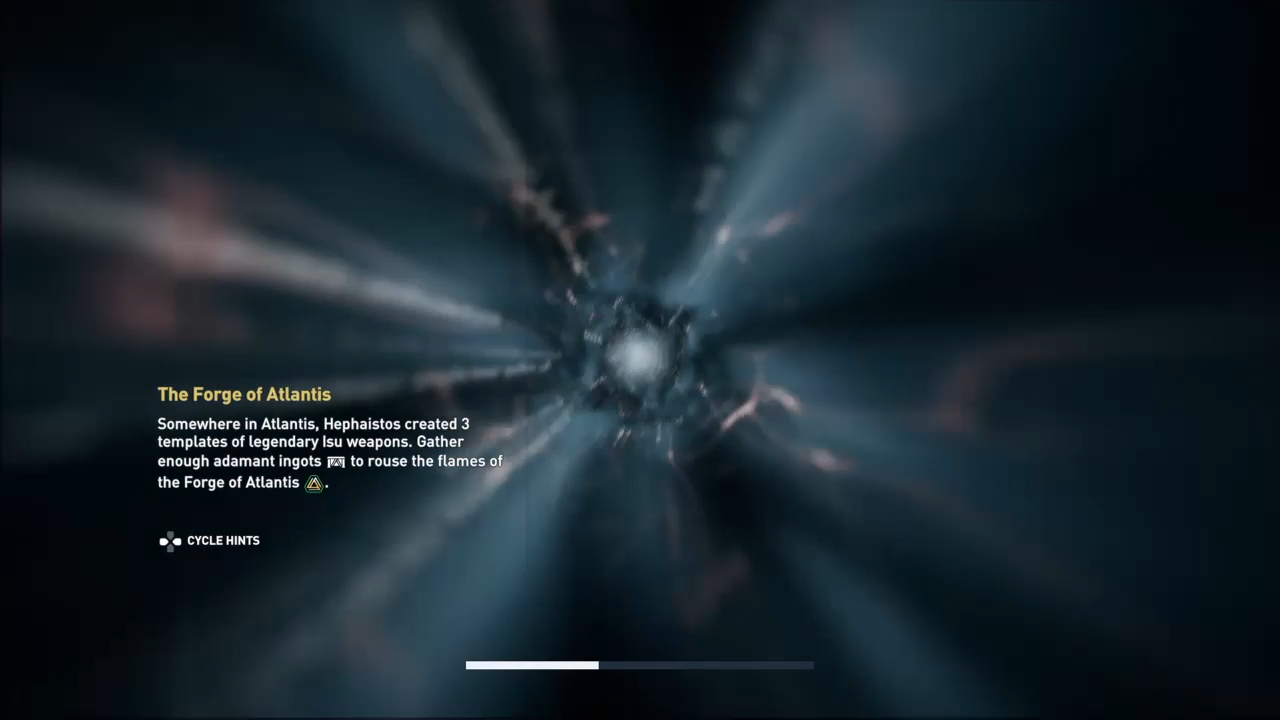 The Forge of Atlantis
Somewhere in Atlantis, Hephaistos created 3
templates of legendary Isu weapons. Gather
enough adamant ingots to rouse the flames of
the Forge of Atlantis .
CYCLE HINTS